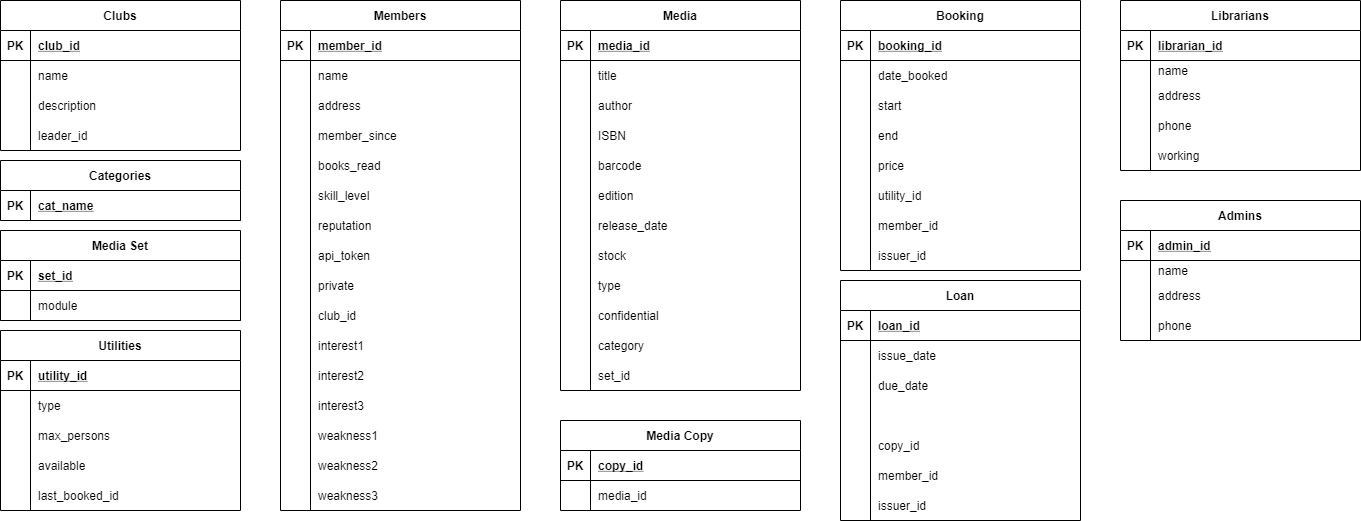 Clubs
PK club_id
name
description
leader_id
Categories
PK cat_name
Media Set
PK set_id
module
Utilities
PK utility_id
type
max_persons
available
last_booked_id
Members
PK member_id
name
address
member_since
books_read
skill_level
reputation
api_token
private
club_id
interest1
interest2
interest3
weakness1
weakness2
weakness3
Media
PK media_id
title
author
ISBN
barcode
edition
release_date
stock
type
confidential
category
set_id
Media Copy
PK copy_id
media_id
Booking
PK booking_id
date_booked
start
end
price
utility_id
member_id
issuer_id
Loan
PK loan_id
issue_date
due_date
copy_id
member_id
issuer_id
Librarians
PK librarian_id
name
address
phone
working
Admins
PK admin_id
name
address
phone